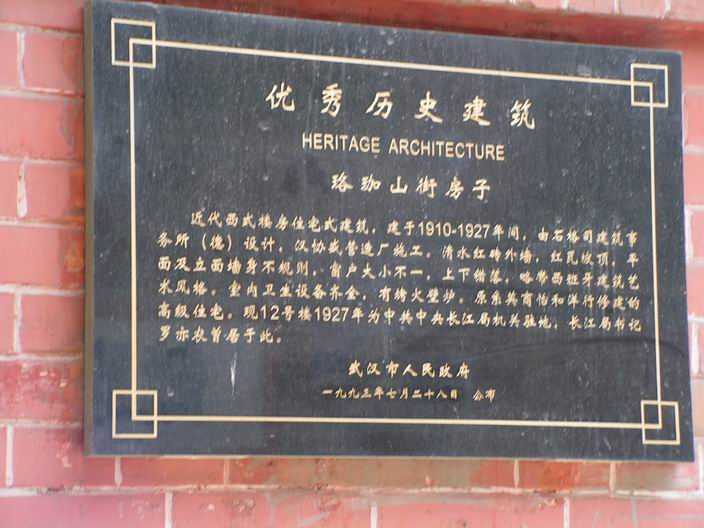 优秀历史建筑
HERITAGE ARCHITECTURE
珞珈山街房子
近代西式楼房住宅式建筑，建于1910-1927年间，由石格司建筑事
务所（德）设计，汉协盛营造厂施工。清水红砖外墙，红瓦坡顶，平
面及立面墙身不规则，窗户大小不一，上下错落，略带西班牙建筑艺
术风格。室内卫生设备齐全，有烤火壁炉。原系英商怡和洋行修建的
高级住宅。现12号楼1927年为中共中央长江局机关驻地，长江局书记
罗亦农曾居于此。
武汉市人民政府
一九九三年七月二十八日 公布